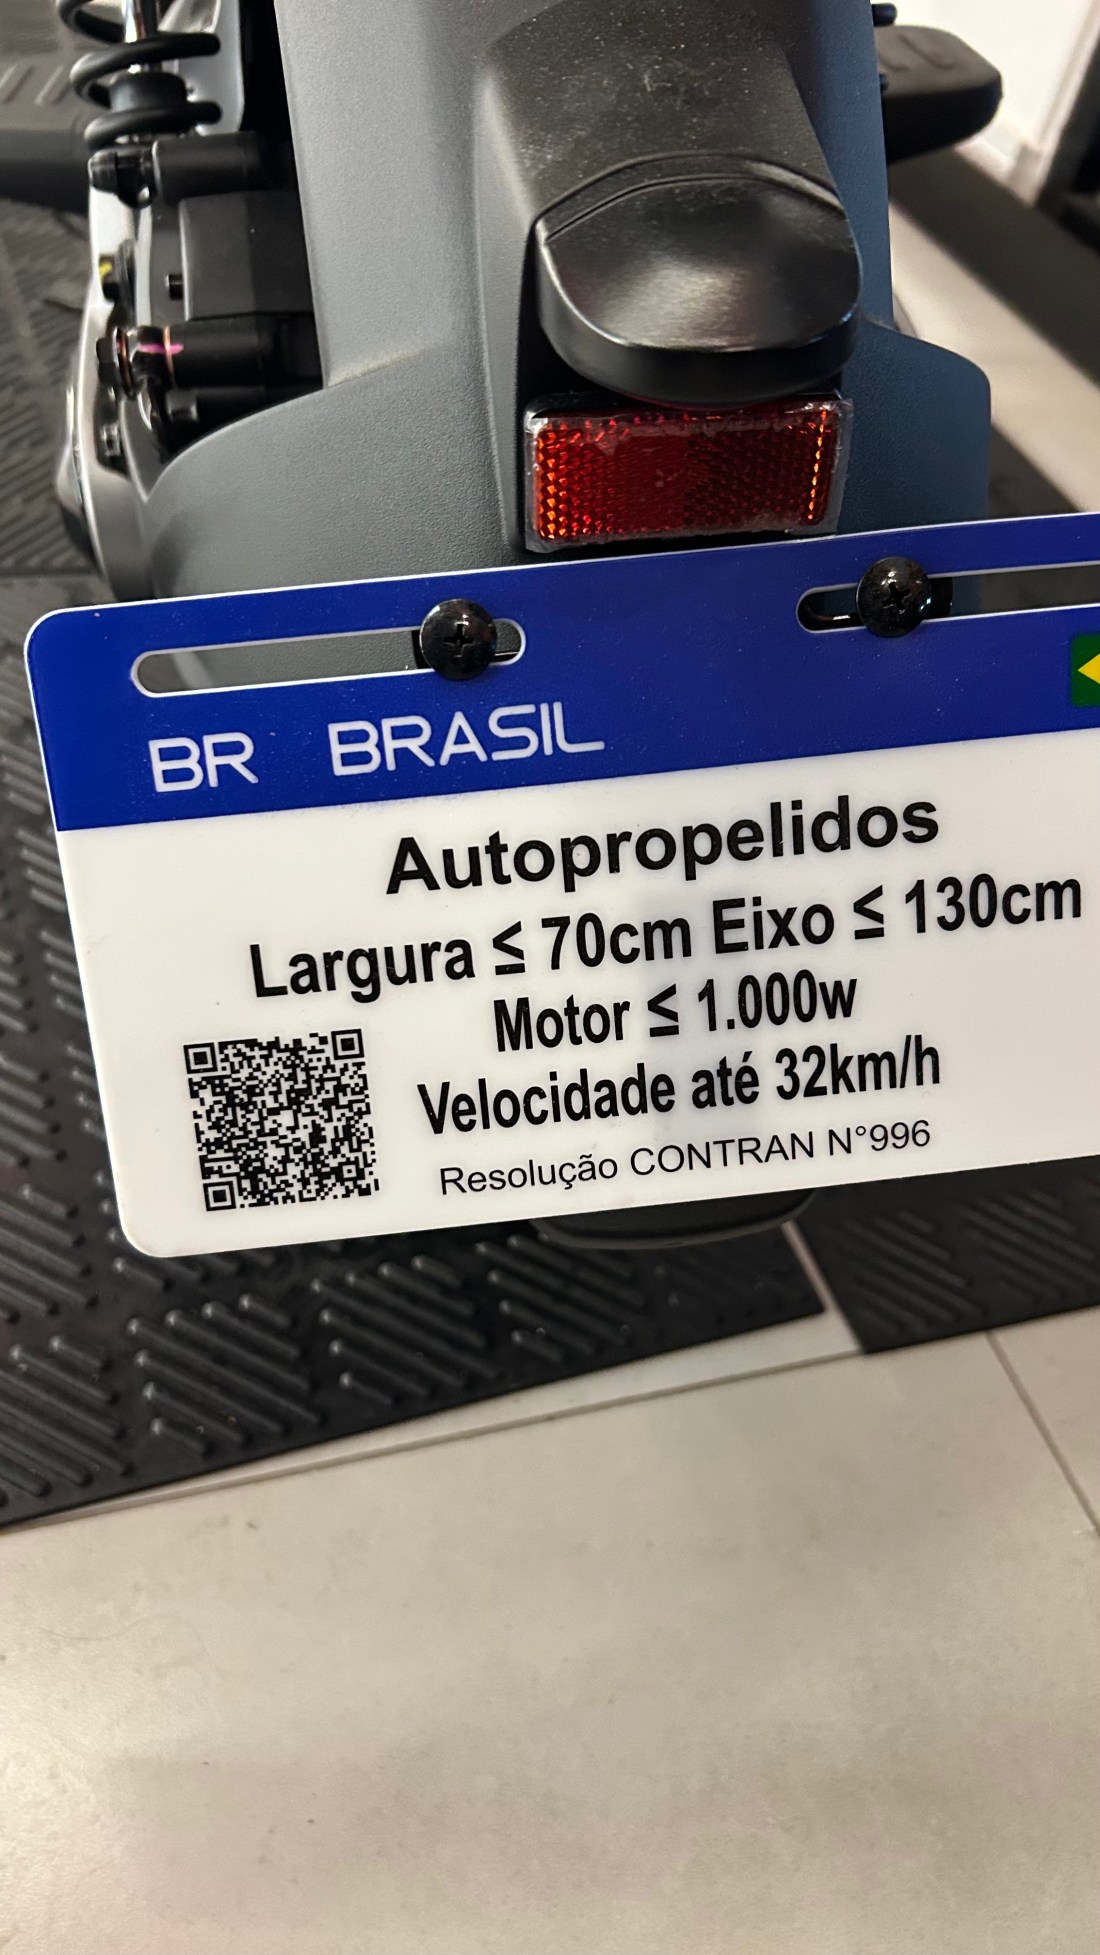 BR BRASIL
Autopropelidos
Largura ≤ 70cm Eixo ≤ 130cm
Motor ≤ 1.000w
Velocidade até 32km/h
Resolução CONTRAN N°996